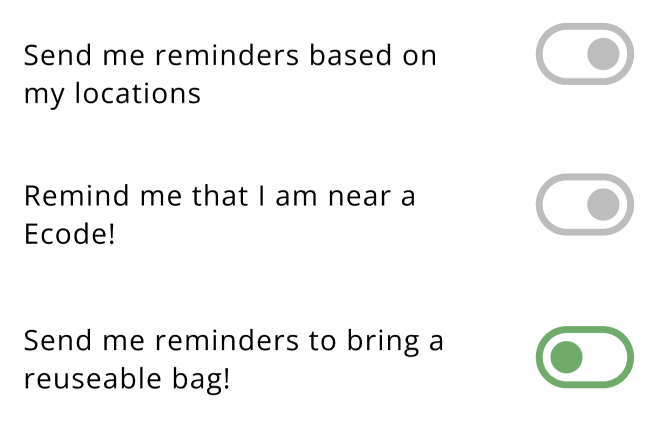 Send me reminders based on
my locations
Remind me that I am near a
Ecode!
Send me reminders to bring a
reuseable bag!